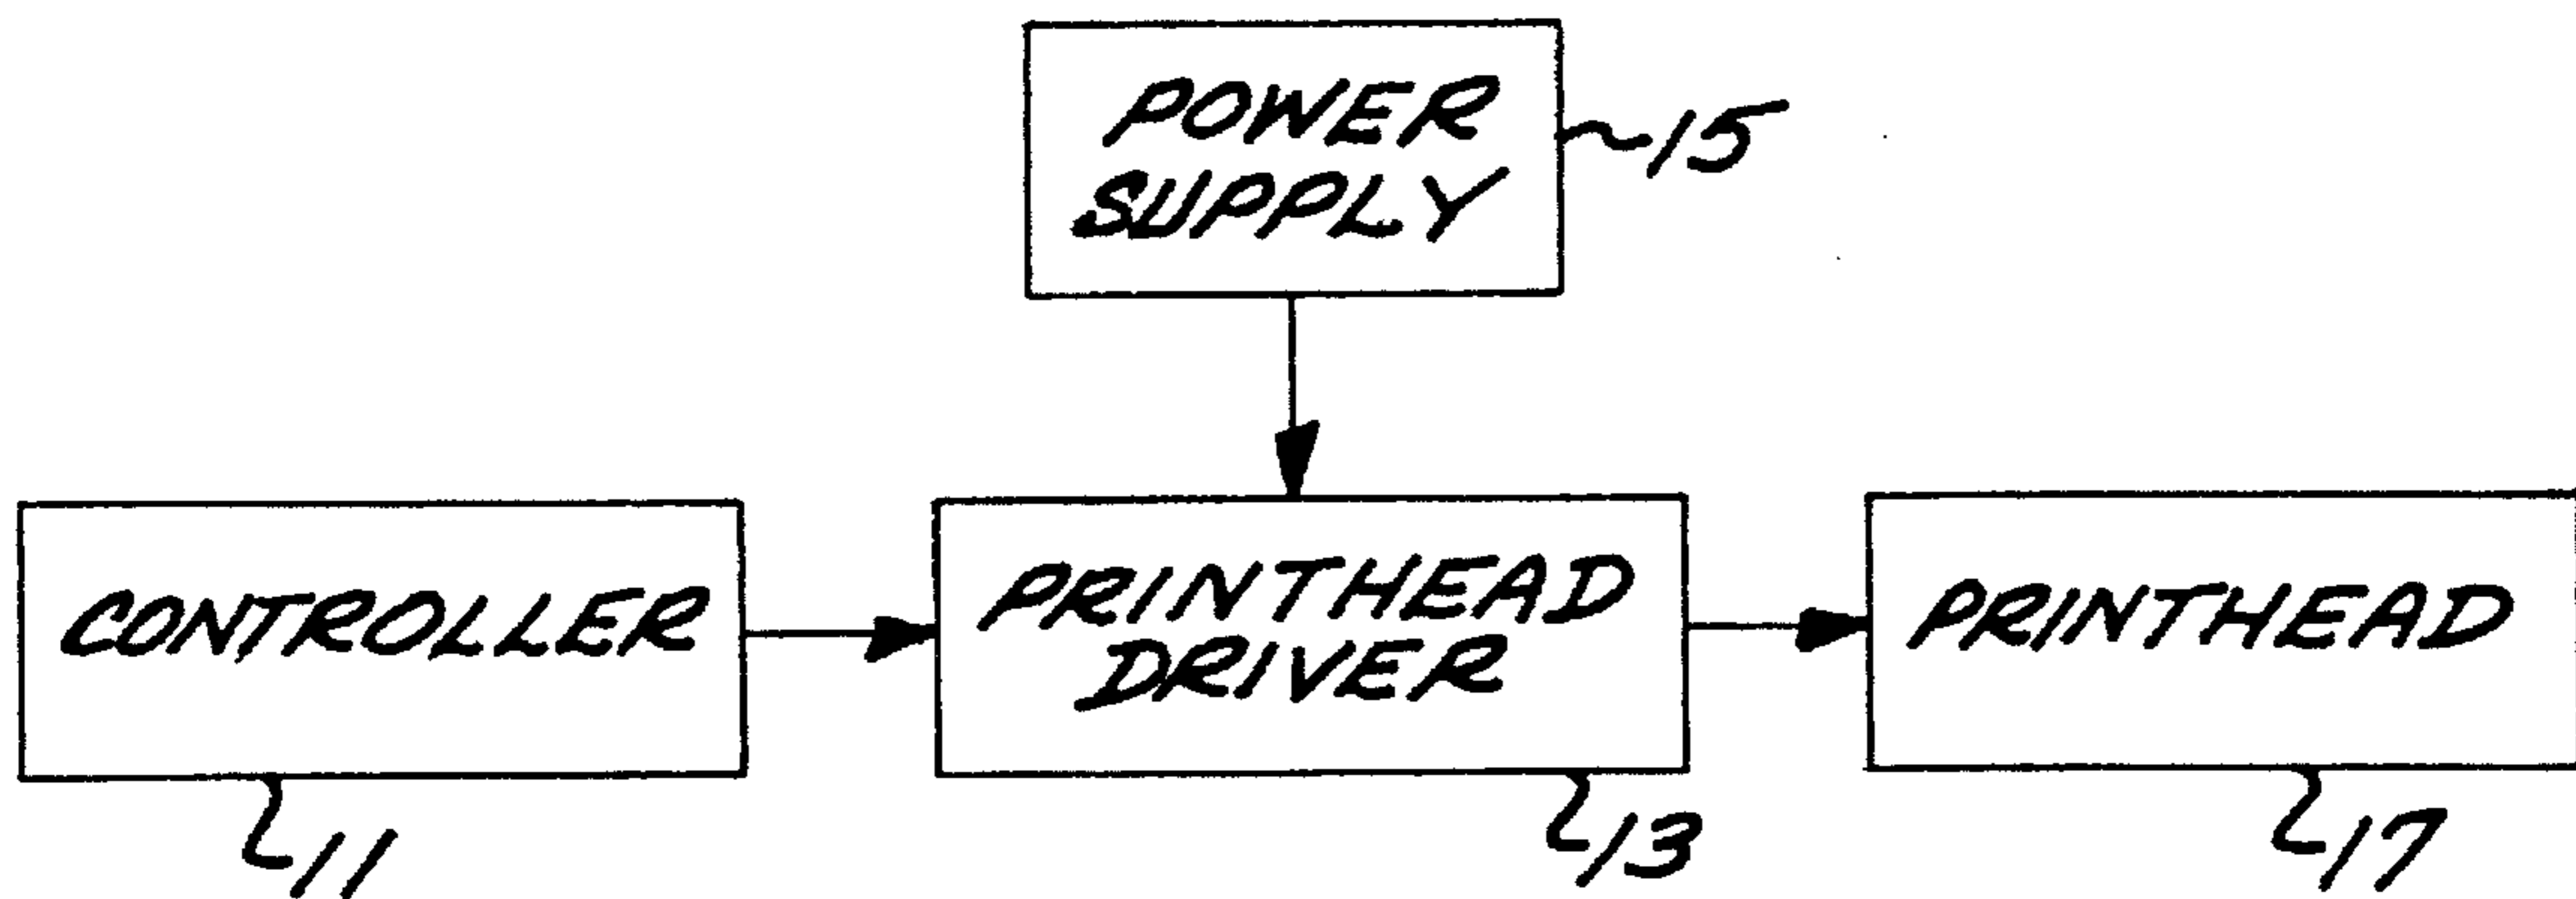 POWER
SUPPLY
15
CONTROLLER
11
PRINTHEAD
DRIVER
13
PRINTHEAD
17